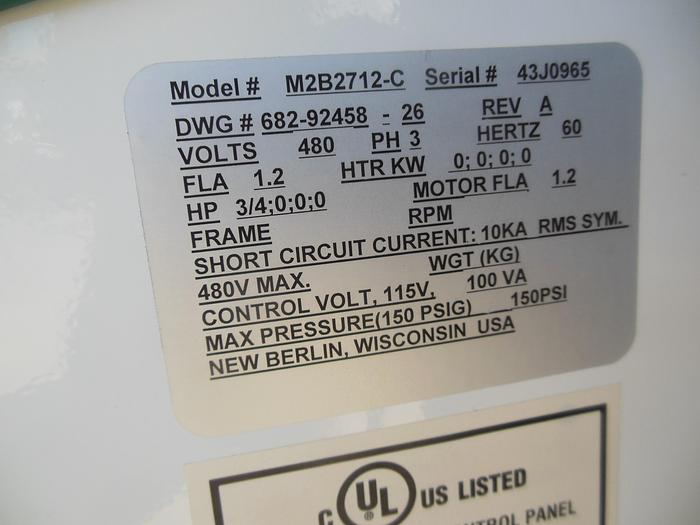 Model # M2B2712-C Serial # 43J0965
DWG # 682-92458 - 26 REV A
VOLTS 480 PH 3 HERTZ 60
FLA 1.2 HTR KW 0; 0; 0; 0
HP 3/4;0;0;0 MOTOR FLA 1.2
FRAME RPM
SHORT CIRCUIT CURRENT: 10KA RMS SYM.
480V MAX. WGT (KG)
CONTROL VOLT, 115V, 100 VA
MAX PRESSURE(150 PSIG) 150PSI
NEW BERLIN, WISCONSIN USA
C UL ® US LISTED
CONTROL PANEL